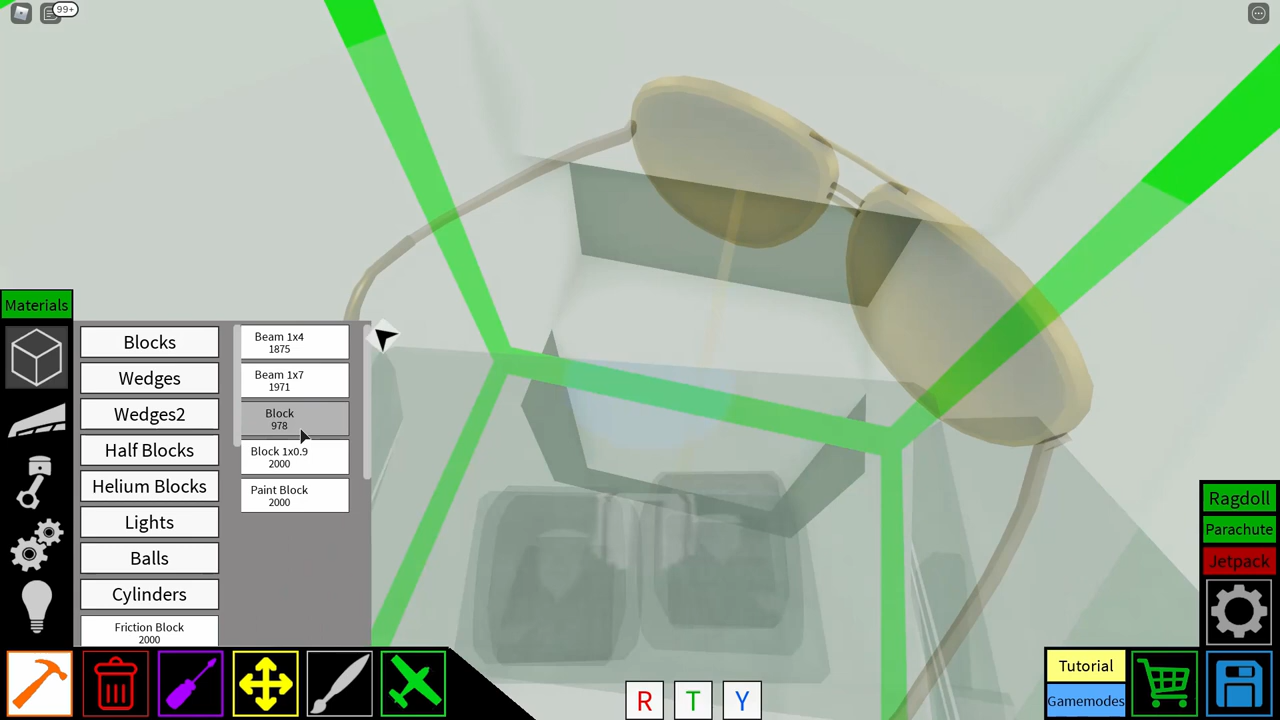 99+
Materials
Blocks
Wedges
Wedges2
Half Blocks
Helium Blocks
Lights
Balls
Cylinders
Friction Block
2000
Beam 1x4
1875
Beam 1x7
1971
Block
978
Block 1x0.9
2000
Paint Block
2000
R T Y
Ragdoll
Parachute
Jetpack
Tutorial
Gamemodes